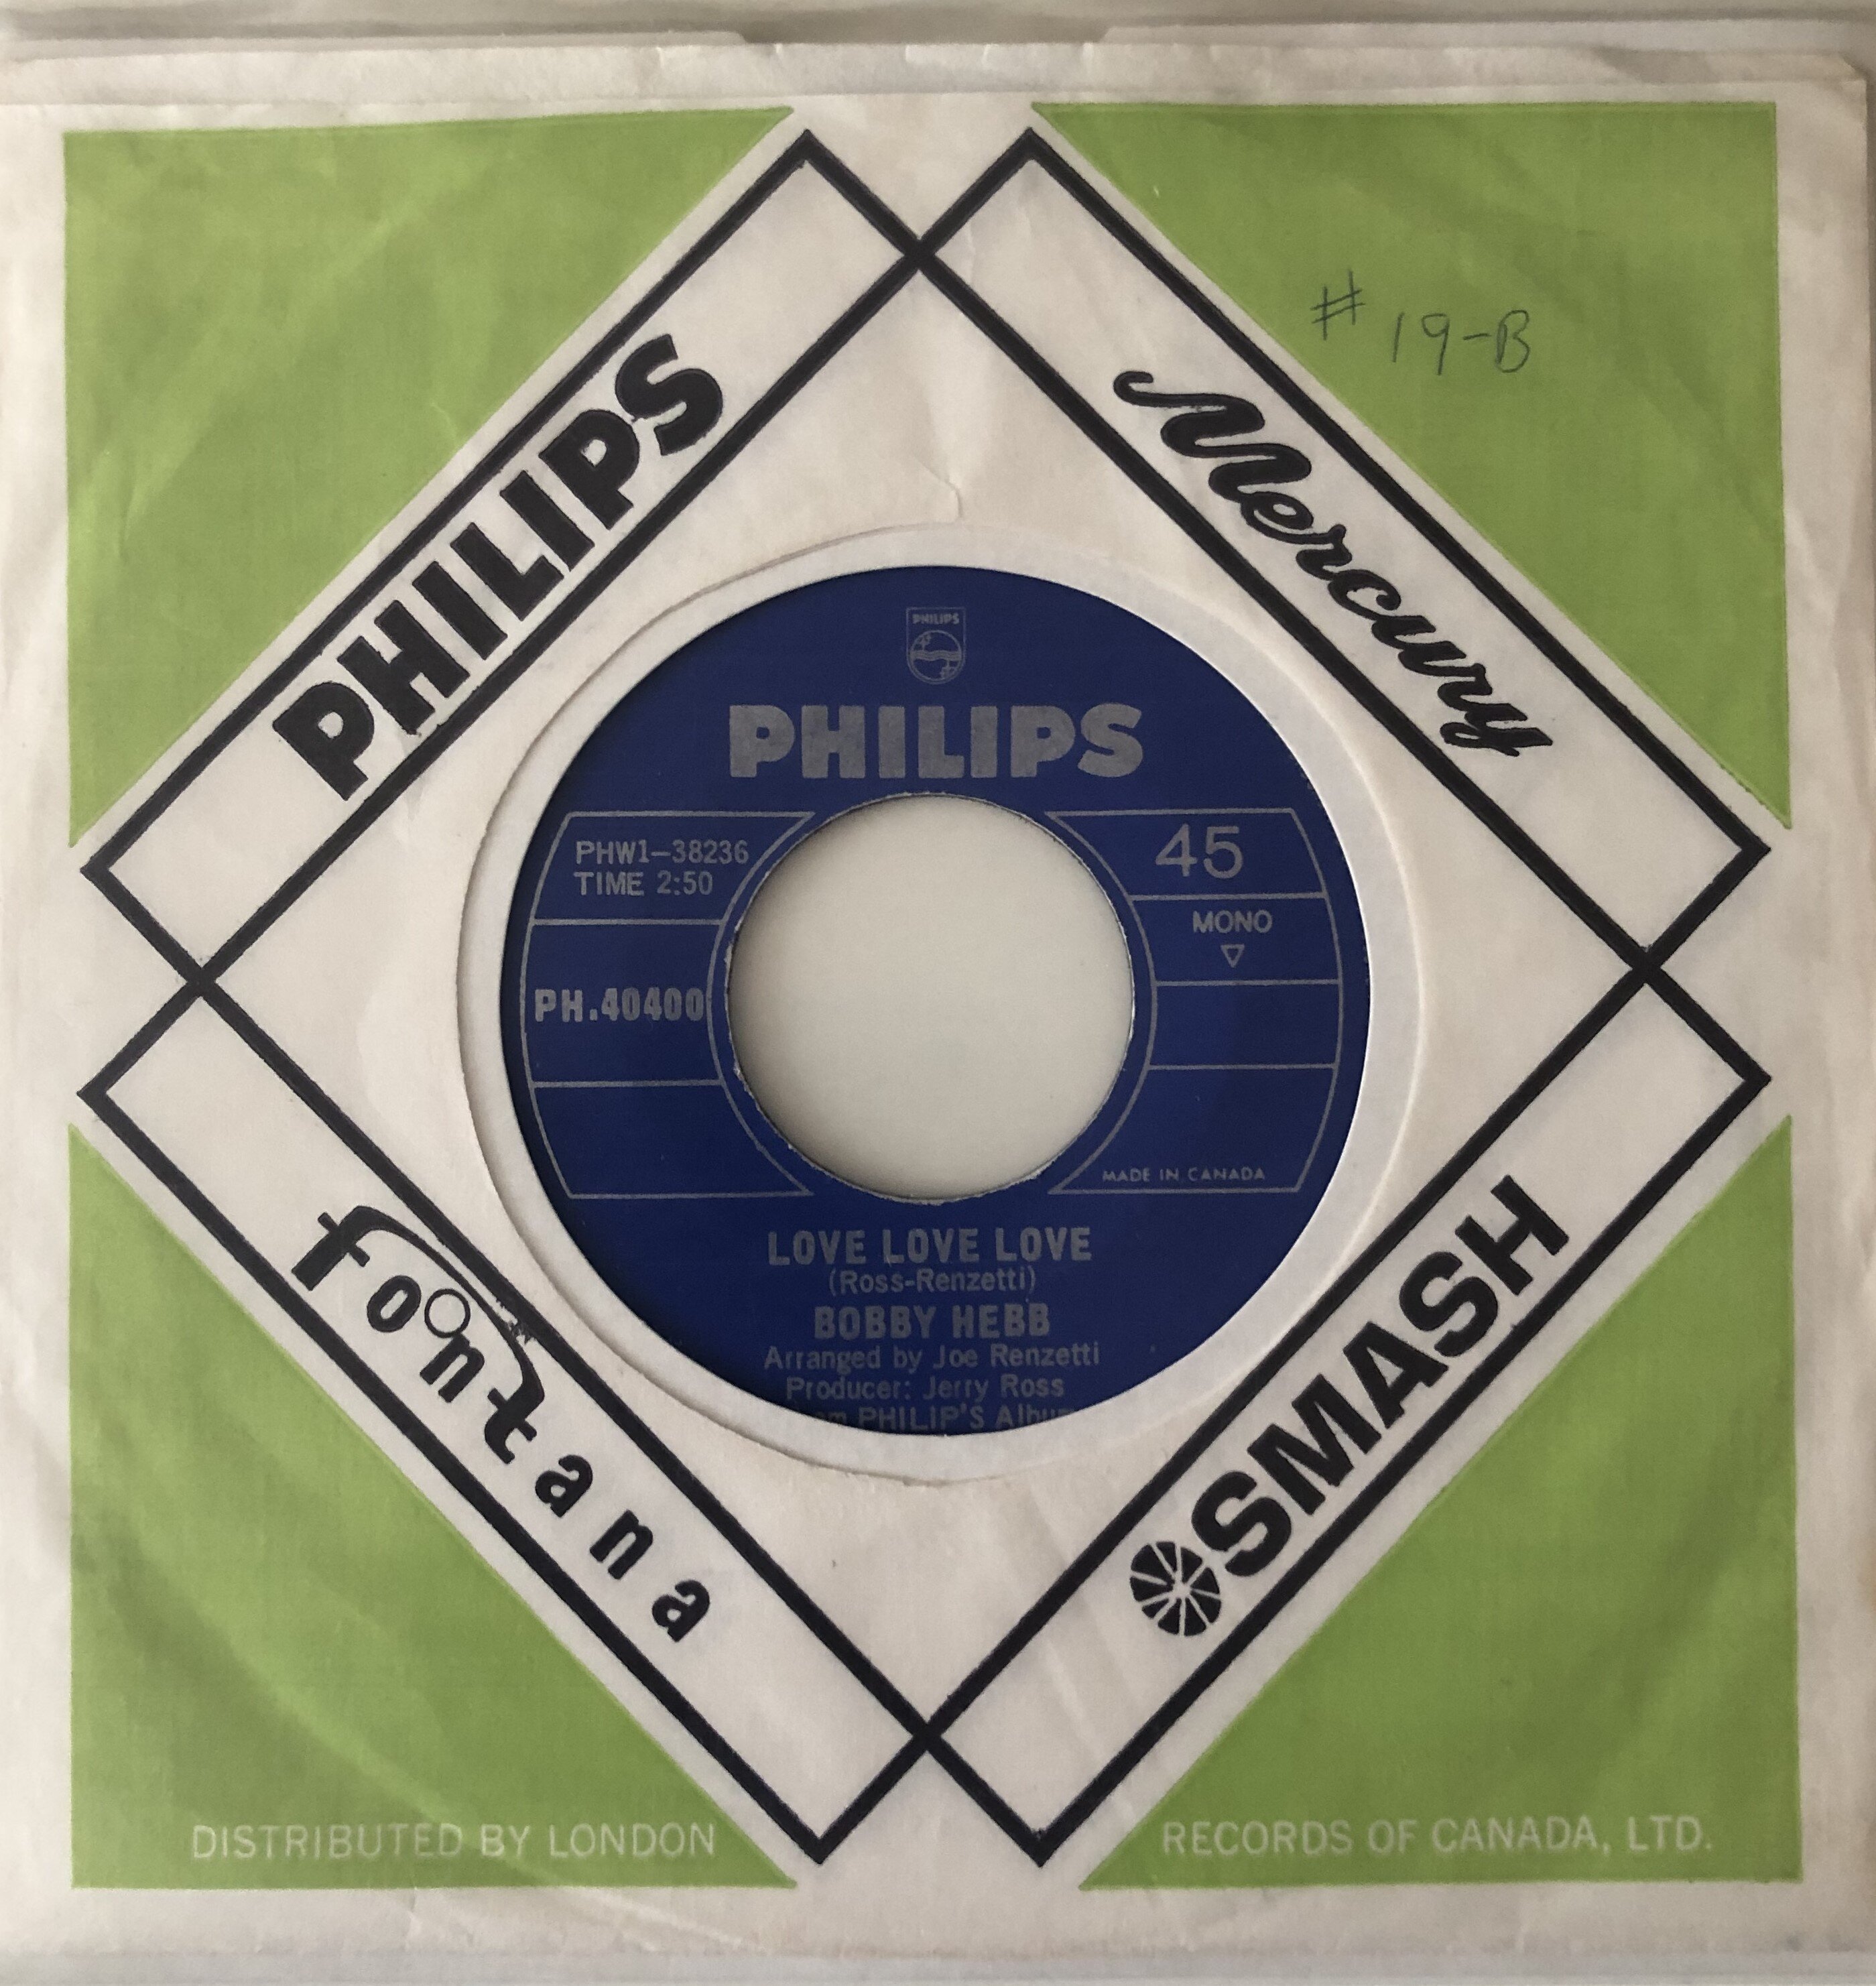 PHILIPS
Mercury
# 19-B
PHILIPS
PHILIPS
PHW1-38236
TIME 2:50
45
MONO
PH.40400
MADE IN CANADA
LOVE LOVE LOVE
(Ross-Renzetti)
BOBBY HEBB
Arranged by Joe Renzetti
Producer: Jerry Ross
PHILIP'S
fontana
SMASH
DISTRIBUTED BY LONDON
RECORDS OF CANADA, LTD.